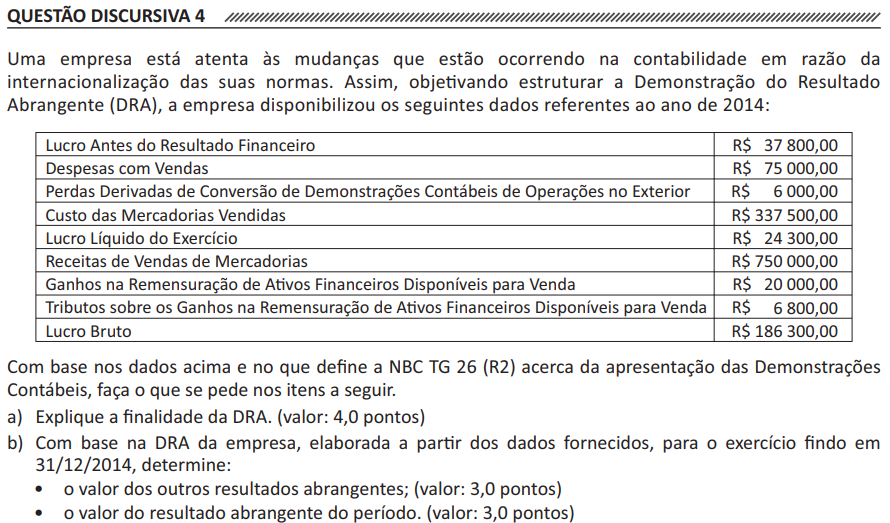 QUESTÃO DISCURSIVA 4
Uma empresa está atenta às mudanças que estão ocorrendo na contabilidade em razão da
internacionalização das suas normas. Assim, objetivando estruturar a Demonstração do Resultado
Abrangente (DRA), a empresa disponibilizou os seguintes dados referentes ao ano de 2014:
Lucro Antes do Resultado Financeiro R$ 37 800,00
Despesas com Vendas R$ 75 000,00
Perdas Derivadas de Conversão de Demonstrações Contábeis de Operações no Exterior R$ 6 000,00
Custo das Mercadorias Vendidas R$ 337 500,00
Lucro Líquido do Exercício R$ 24 300,00
Receitas de Vendas de Mercadorias R$ 750 000,00
Ganhos na Remensuração de Ativos Financeiros Disponíveis para Venda R$ 20 000,00
Tributos sobre os Ganhos na Remensuração de Ativos Financeiros Disponíveis para Venda R$ 6 800,00
Lucro Bruto R$ 186 300,00
Com base nos dados acima e no que define a NBC TG 26 (R2) acerca da apresentação das Demonstrações
Contábeis, faça o que se pede nos itens a seguir.
a) Explique a finalidade da DRA. (valor: 4,0 pontos)
b) Com base na DRA da empresa, elaborada a partir dos dados fornecidos, para o exercício findo em
31/12/2014, determine:
• o valor dos outros resultados abrangentes; (valor: 3,0 pontos)
• o valor do resultado abrangente do período. (valor: 3,0 pontos)